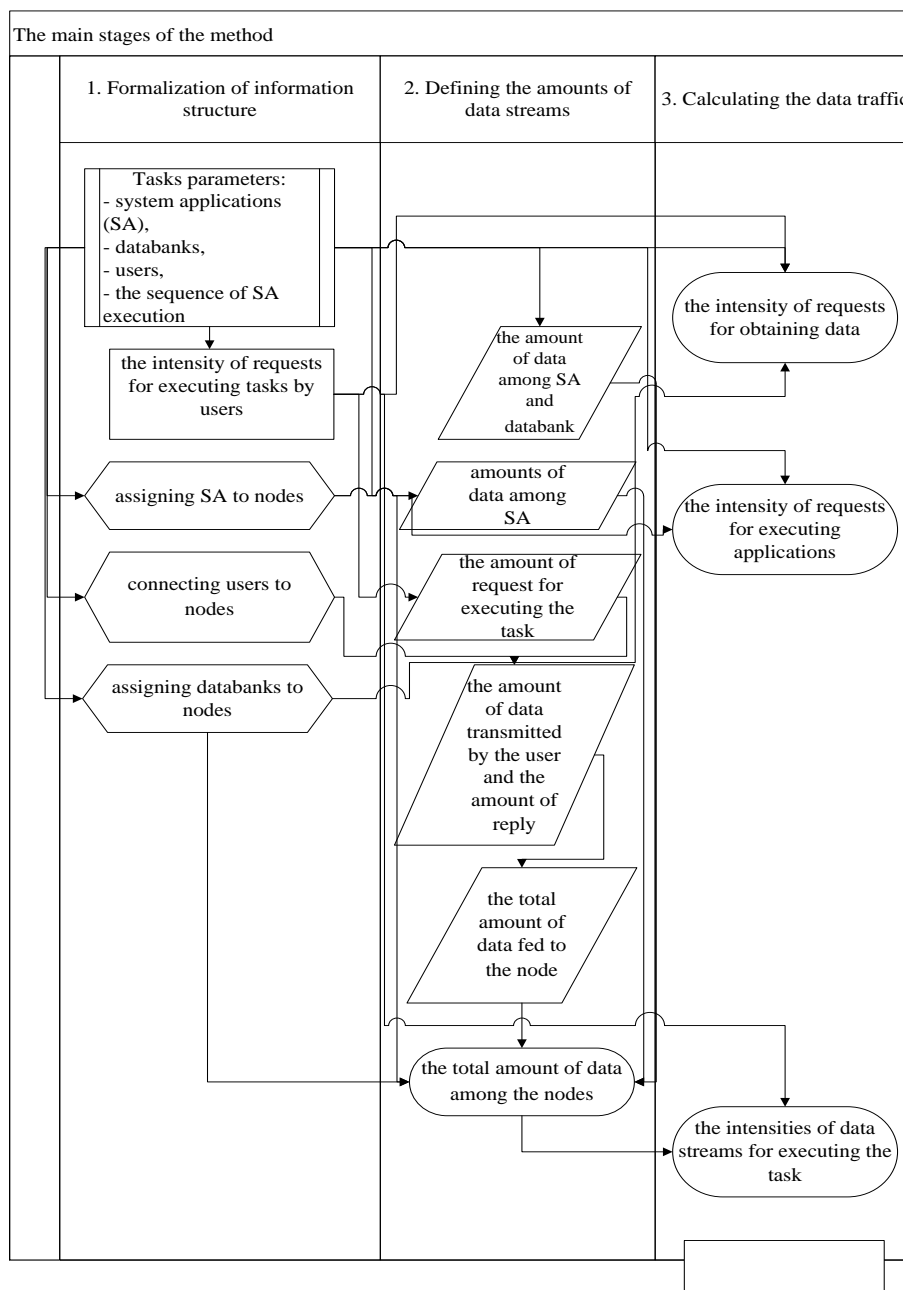 The main stages of the method
1. Formalization of information
structure
2. Defining the amounts of
data streams
3. Calculating the data traffic
Tasks parameters:
- system applications
(SA),
- databanks,
- users,
- the sequence of SA
execution
the intensity of requests
for executing tasks by
users
assigning SA to nodes
connecting users to
nodes
assigning databanks to
nodes
the amount
of data
among SA
and
databank
amounts of
data among
SA
the amount of
request for
executing the
task
the amount
of data
transmitted
by the user
and the
amount of
reply
the total
amount of
data fed to
the node
the total amount of data
among the nodes
the intensity of requests
for obtaining data
the intensity of requests
for executing
applications
the intensities of data
streams for executing the
task